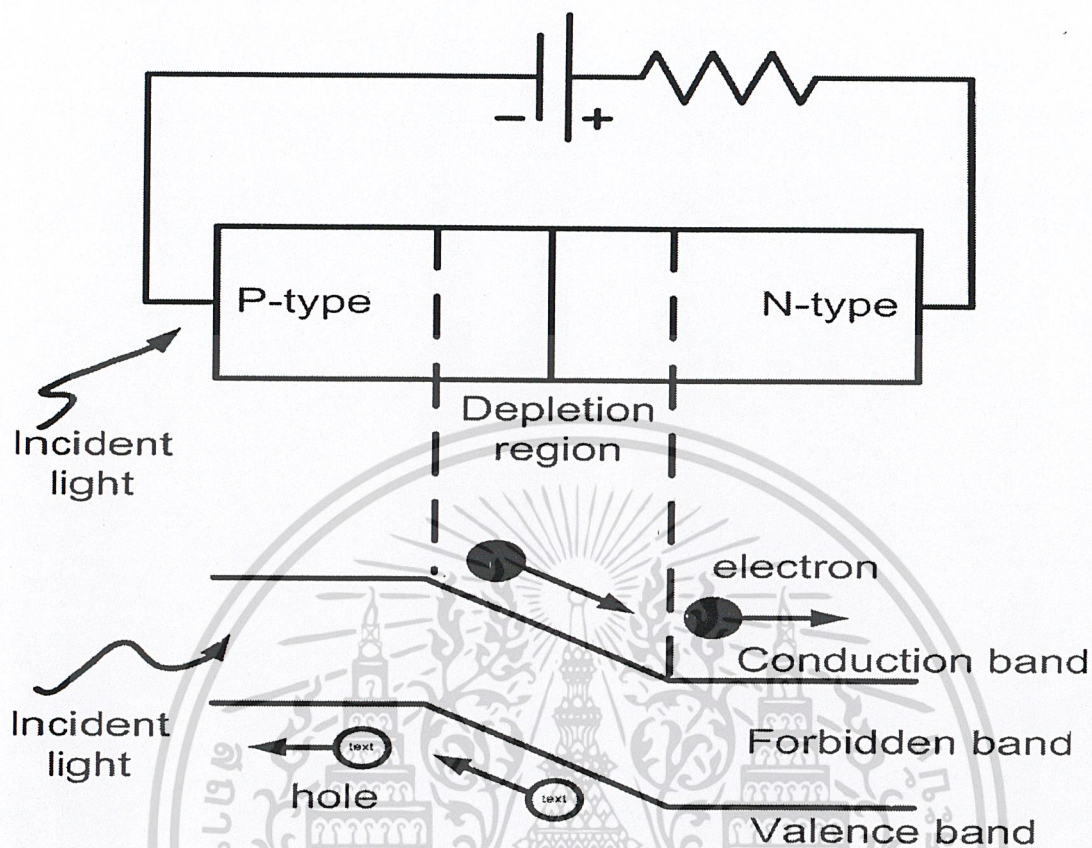 − +
P-type
N-type
Depletion
region
Incident
light
electron
Conduction band
Incident
light
text
Forbidden band
hole
text
Valence band